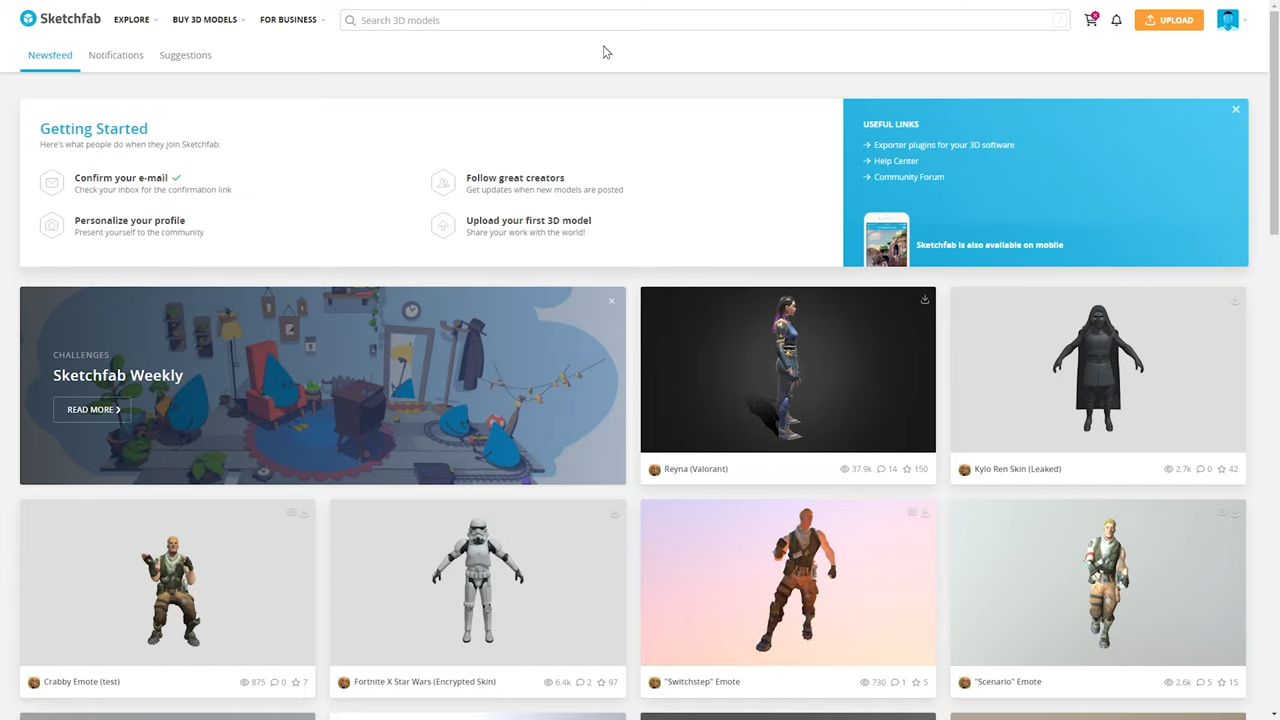 Sketchfab EXPLORE BUY 3D MODELS FOR BUSINESS Search 3D models / UPLOAD
Newsfeed Notifications Suggestions
Getting Started
Here's what people do when they join Sketchfab:
Confirm your e-mail
Check your inbox for the confirmation link
Follow great creators
Get updates when new models are posted
Personalize your profile
Present yourself to the community
Upload your first 3D model
Share your work with the world!
USEFUL LINKS
Exporter plugins for your 3D software
Help Center
Community Forum
Sketchfab is also available on mobile
CHALLENGES
Sketchfab Weekly
READ MORE
Reyna (Valorant) 37.9k 14 150
Kylo Ren Skin (Leaked) 2.7k 0 42
Crabby Emote (test) 875 0 7
Fortnite X Star Wars (Encrypted Skin) 6.4k 2 97
"Switchstep" Emote 730 1 5
"Scenario" Emote 2.6k 5 15